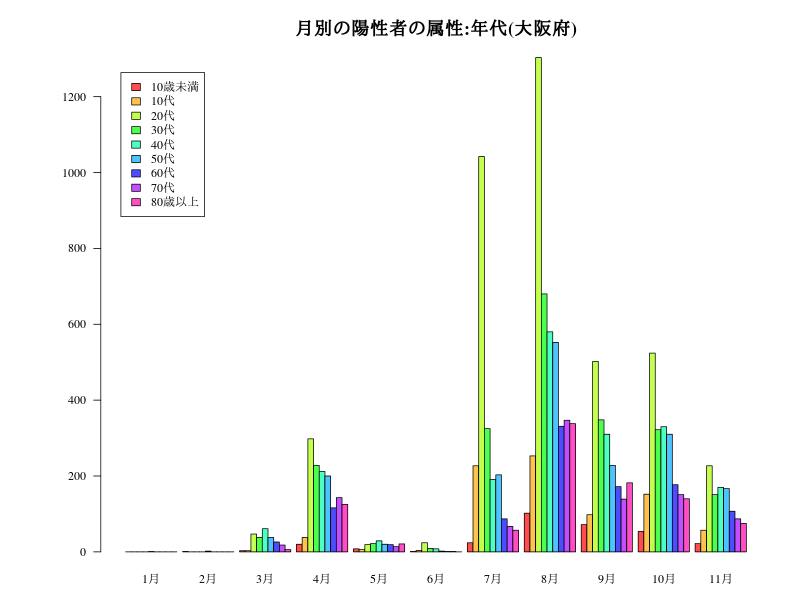 月別の陽性者の属性:年代(大阪府)
10歳未満
10代
20代
30代
40代
50代
60代
70代
80歳以上
1200
1000
800
600
400
200
0
1月 2月 3月 4月 5月 6月 7月 8月 9月 10月 11月